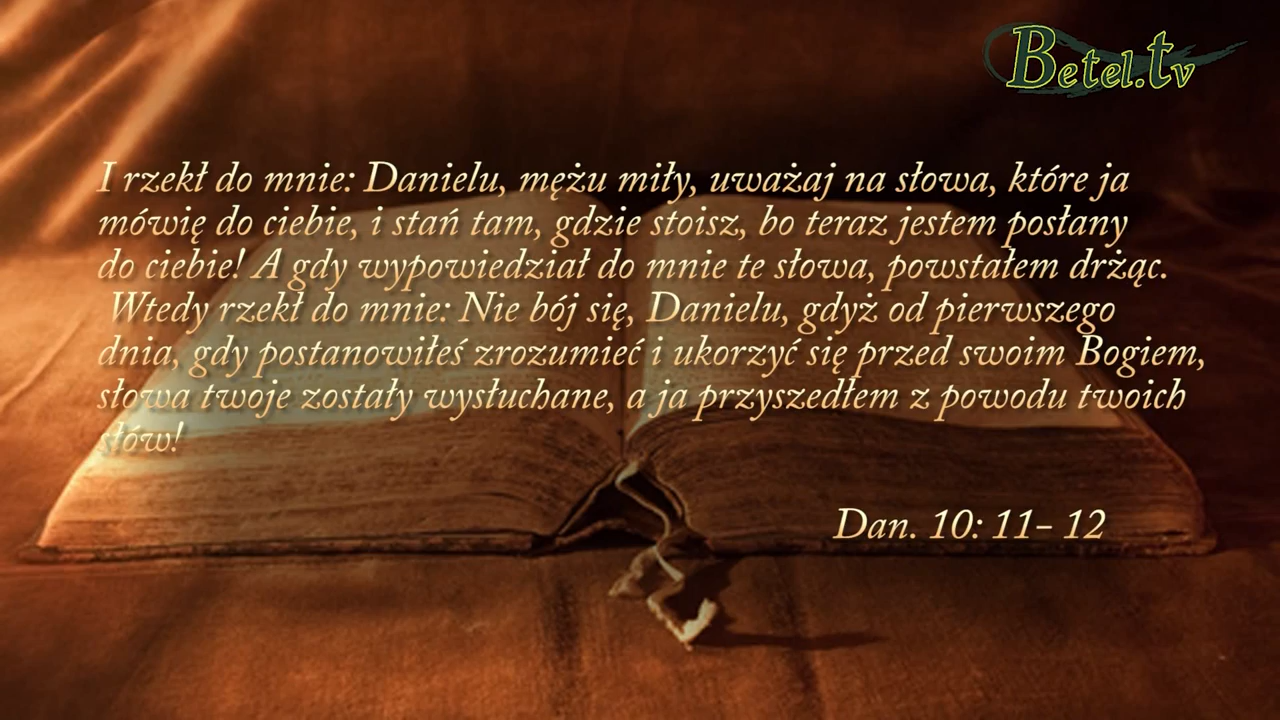 Betel.tv
I rzekł do mnie: Danielu, mężu miły, uważaj na słowa, które ja
mówię do ciebie, i stań tam, gdzie stoisz, bo teraz jestem posłany
do ciebie! A gdy wypowiedział do mnie te słowa, powstałem drżąc.
Wtedy rzekł do mnie: Nie bój się, Danielu, gdyż od pierwszego
dnia, gdy postanowiłeś zrozumieć i ukorzyć się przed swoim Bogiem,
słowa twoje zostały wysłuchane, a ja przyszedłem z powodu twoich
słów!
Dan. 10: 11- 12